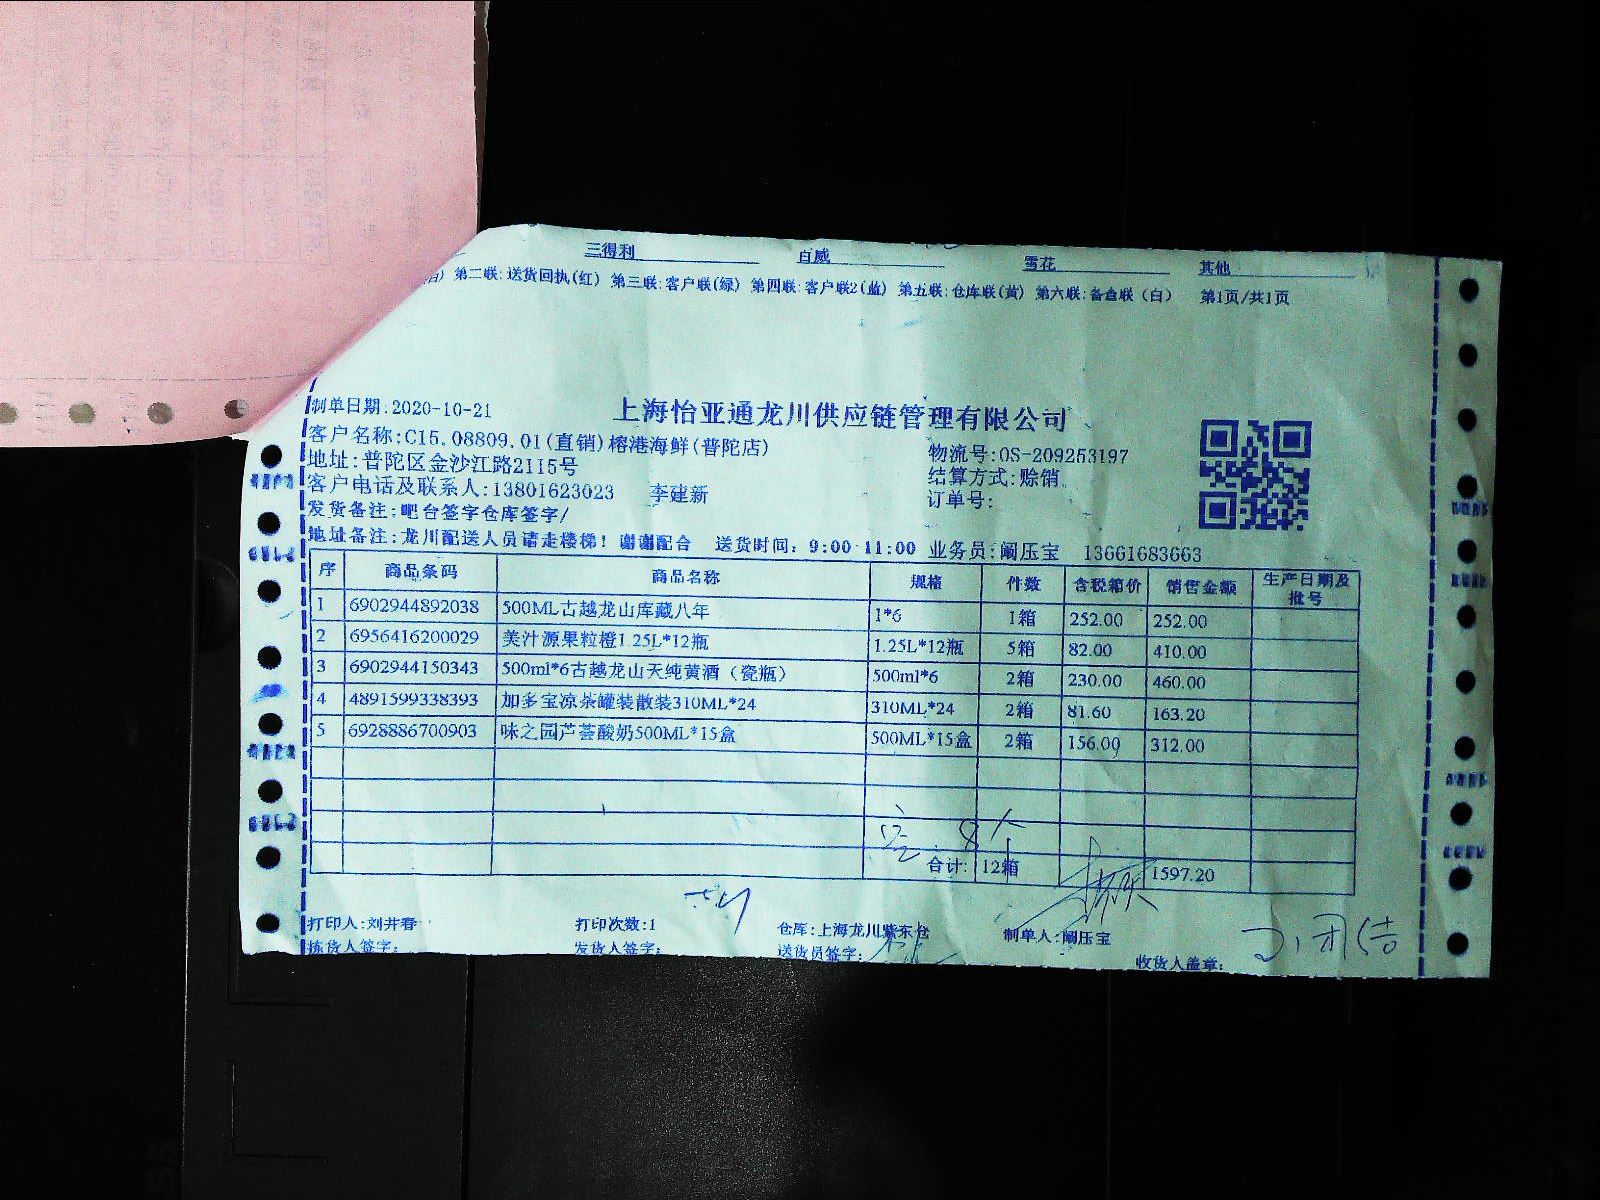 三得利 百威 雪花 其他
第二联:送货回执(红) 第三联:客户联(绿) 第四联:客户联2(蓝) 第五联:仓库联(黄) 第六联:备查联(白) 第1页/共1页
制单日期:2020-10-21 上海怡亚通龙川供应链管理有限公司
客户名称:C15.08809.01(直销)榕港海鲜(普陀店) 物流号:OS-209253197
地址:普陀区金沙江路2115号 结算方式:赊销
客户电话及联系人:13801623023 李建新 订单号:
发货备注:吧台签字仓库签字/
地址备注:龙川配送人员请走楼梯!谢谢配合 送货时间:9:00-11:00 业务员:阚压宝 13661683663
序 商品条码 商品名称 规格 件数 含税箱价 销售金额 生产日期及批号
1 6902944892038 500ML古越龙山库藏八年 1*6 1箱 252.00 252.00
2 6956416200029 美汁源果粒橙1.25L*12瓶 1.25L*12瓶 5箱 82.00 410.00
3 6902944150343 500ml*6古越龙山天纯黄酒（瓷瓶） 500ml*6 2箱 230.00 460.00
4 4891599338393 加多宝凉茶罐装散装310ML*24 310ML*24 2箱 81.60 163.20
5 6928886700903 味之园芦荟酸奶500ML*15盒 500ML*15盒 2箱 156.00 312.00
合计: 12箱 1597.20
打印人:刘井春 打印次数:1 仓库:上海龙川紫东仓 制单人:阚压宝
拣货人签字: 发货人签字: 送货员签字: 收货人盖章: